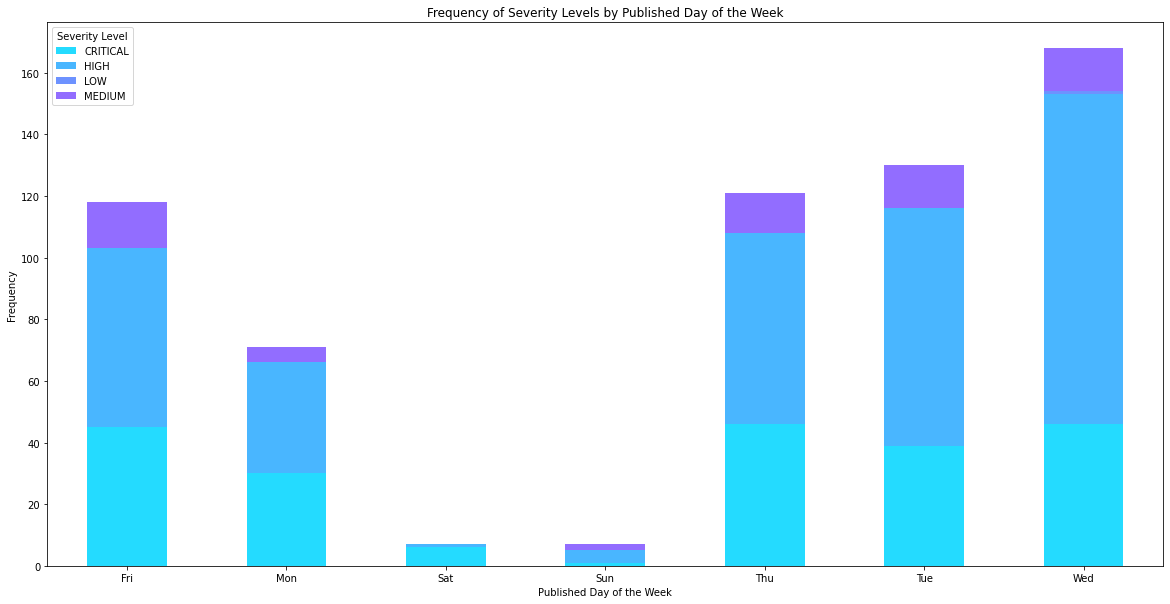 Frequency of Severity Levels by Published Day of the Week
Severity Level
CRITICAL
HIGH
LOW
MEDIUM
Frequency
160
140
120
100
80
60
40
20
0
Fri Mon Sat Sun Thu Tue Wed
Published Day of the Week